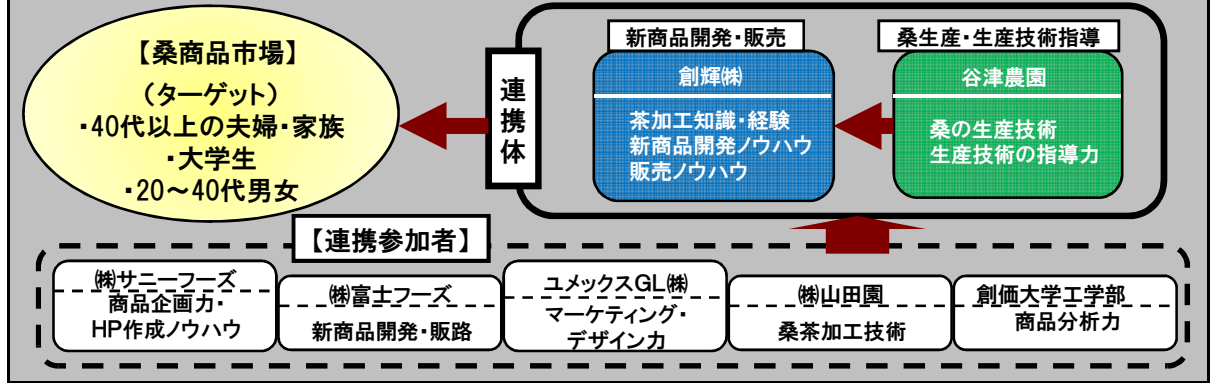 【桑商品市場】
(ターゲット)
・40代以上の夫婦・家族
・大学生
・20～40代男女
連携体
新商品開発・販売
創輝㈱
茶加工知識・経験
新商品開発ノウハウ
販売ノウハウ
桑生産・生産技術指導
谷津農園
桑の生産技術
生産技術の指導力
【連携参加者】
㈱サニーフーズ
商品企画力・
HP作成ノウハウ
㈱富士フーズ
新商品開発・販路
ユメックスGL㈱
マーケティング・
デザイン力
㈱山田園
桑茶加工技術
創価大学工学部
商品分析力